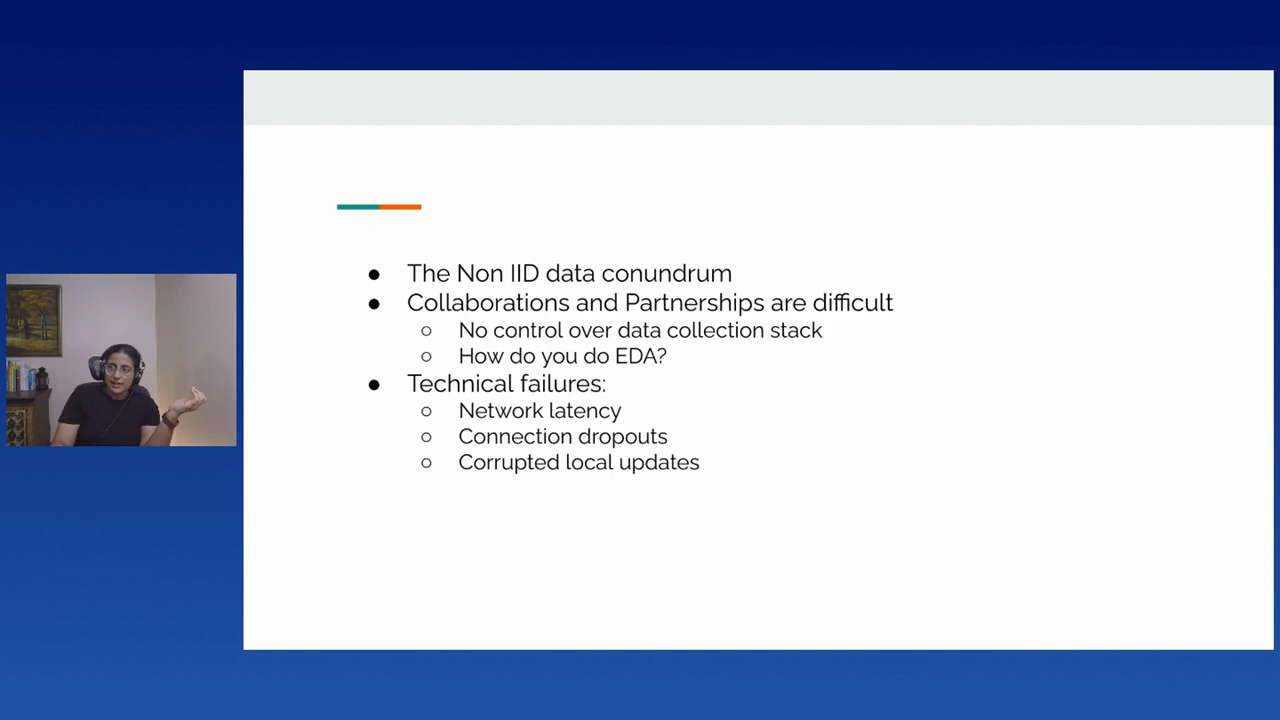 ● The Non IID data conundrum
● Collaborations and Partnerships are difficult
○ No control over data collection stack
○ How do you do EDA?
● Technical failures:
○ Network latency
○ Connection dropouts
○ Corrupted local updates